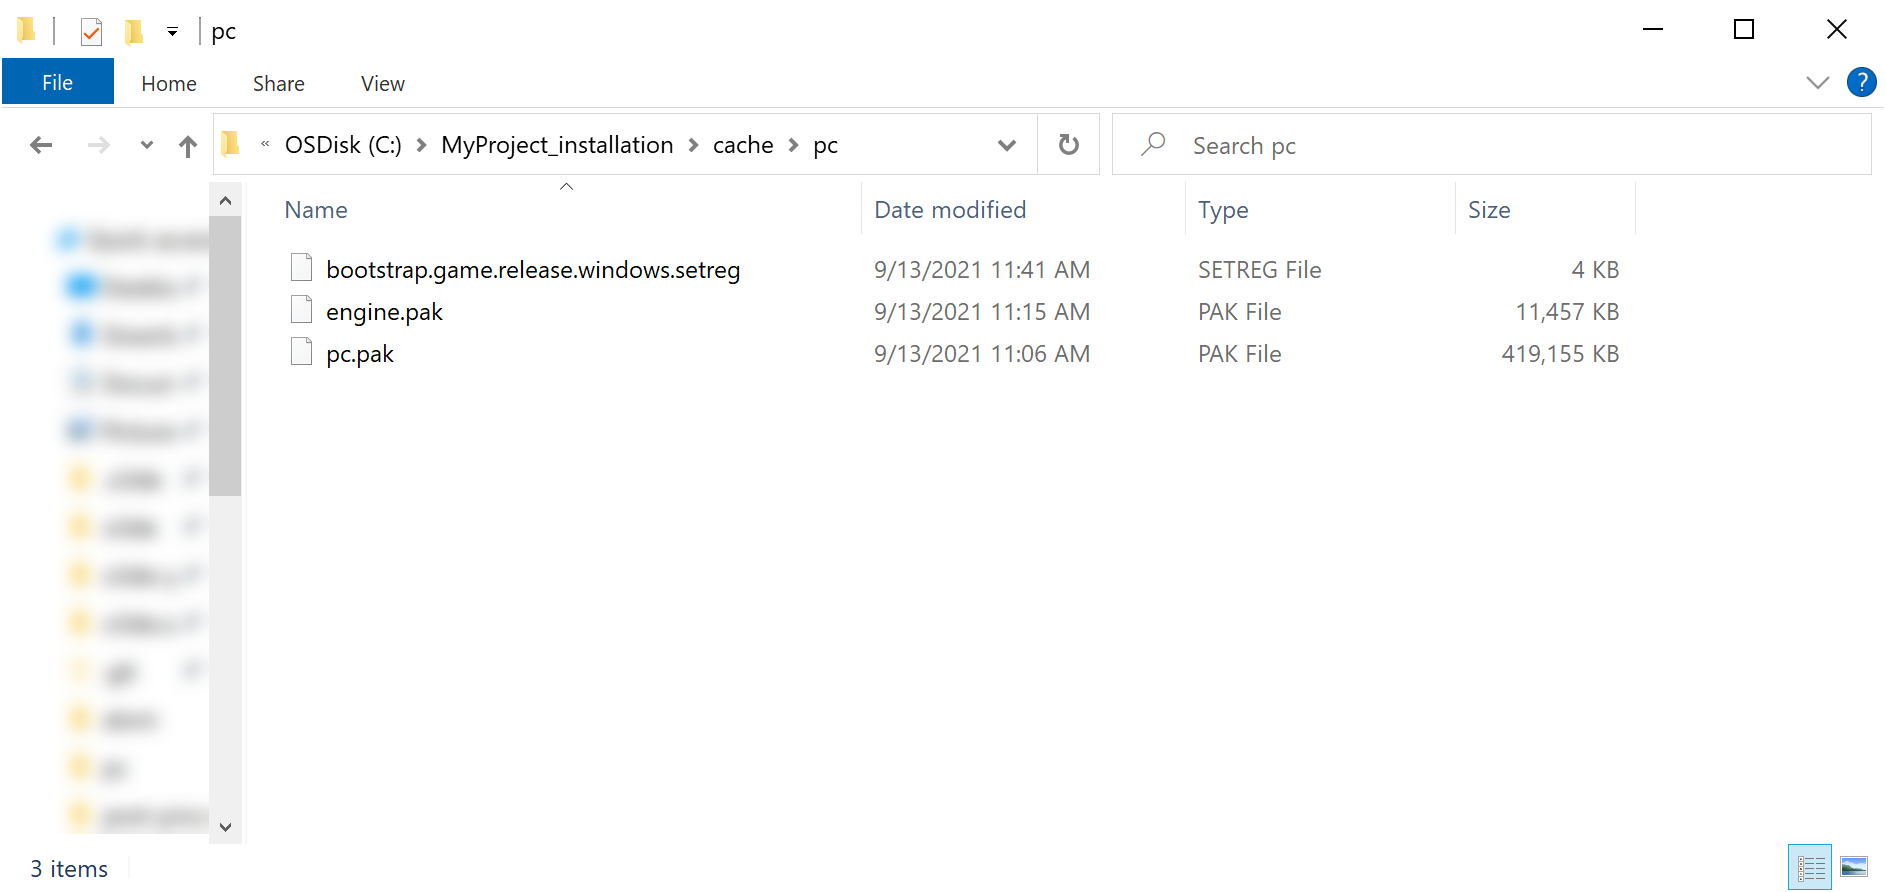 pc
File Home Share View
« OSDisk (C:) MyProject_installation cache pc
Search pc
Name Date modified Type Size
bootstrap.game.release.windows.setreg 9/13/2021 11:41 AM SETREG File 4 KB
engine.pak 9/13/2021 11:15 AM PAK File 11,457 KB
pc.pak 9/13/2021 11:06 AM PAK File 419,155 KB
3 items